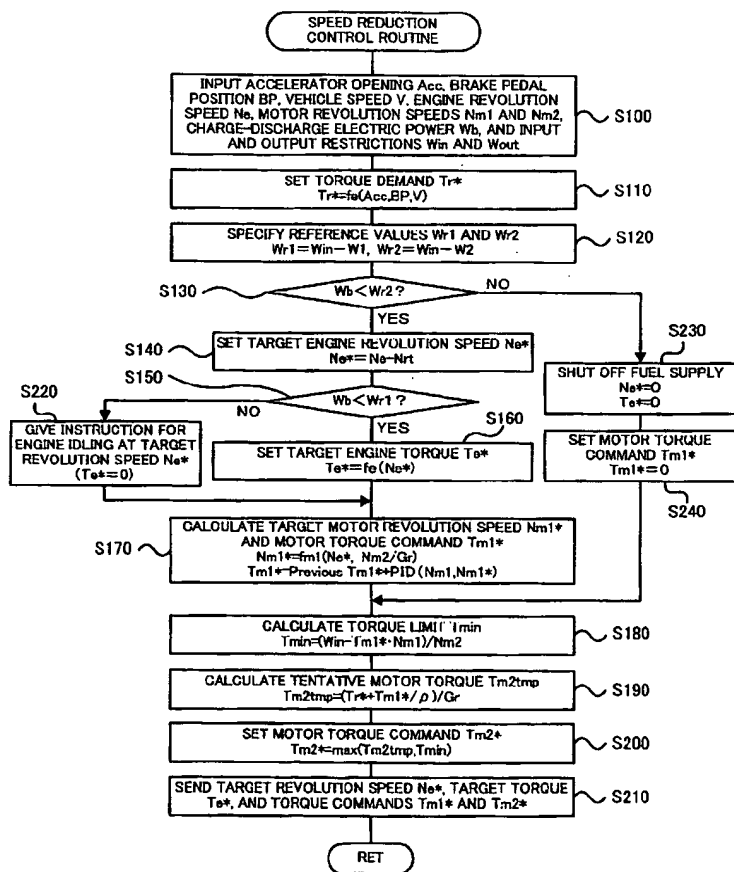 SPEED REDUCTION
CONTROL ROUTINE
INPUT ACCELERATOR OPENING Acc, BRAKE PEDAL
POSITION BP, VEHICLE SPEED V, ENGINE REVOLUTION
SPEED Ne, MOTOR REVOLUTION SPEEDS Nm1 AND Nm2,
CHARGE-DISCHARGE ELECTRIC POWER Wb, AND INPUT
AND OUTPUT RESTRICTIONS Win AND Wout
S100
SET TORQUE DEMAND Tr*
Tr*=fe(Acc,BP,V)
S110
SPECIFY REFERENCE VALUES Wr1 AND Wr2
Wr1=Win-W1, Wr2=Win-W2
S120
S130
Wb<Wr2?
NO
YES
S140
SET TARGET ENGINE REVOLUTION SPEED Ne*
Ne*=Ne-Nrt
S230
SHUT OFF FUEL SUPPLY
Ne*=0
Te*=0
S150
Wb<Wr1?
NO
YES
S220
GIVE INSTRUCTION FOR
ENGINE IDLING AT TARGET
REVOLUTION SPEED Ne*
(Te*=0)
S160
SET TARGET ENGINE TORQUE Te*
Te*=fe(Ne*)
SET MOTOR TORQUE
COMMAND Tm1*
Tm1*=0
S240
S170
CALCULATE TARGET MOTOR REVOLUTION SPEED Nm1*
AND MOTOR TORQUE COMMAND Tm1*
Nm1*=fm1(Ne*, Nm2/Gr)
Tm1*=Previous Tm1*+PID(Nm1,Nm1*)
CALCULATE TORQUE LIMIT Tmin
Tmin=(Win-Tm1*·Nm1)/Nm2
S180
CALCULATE TENTATIVE MOTOR TORQUE Tm2tmp
Tm2tmp=(Tr*+Tm1*/ρ)/Gr
S190
SET MOTOR TORQUE COMMAND Tm2*
Tm2*=max(Tm2tmp,Tmin)
S200
SEND TARGET REVOLUTION SPEED Ne*, TARGET TORQUE
Te*, AND TORQUE COMMANDS Tm1* AND Tm2*
S210
RET